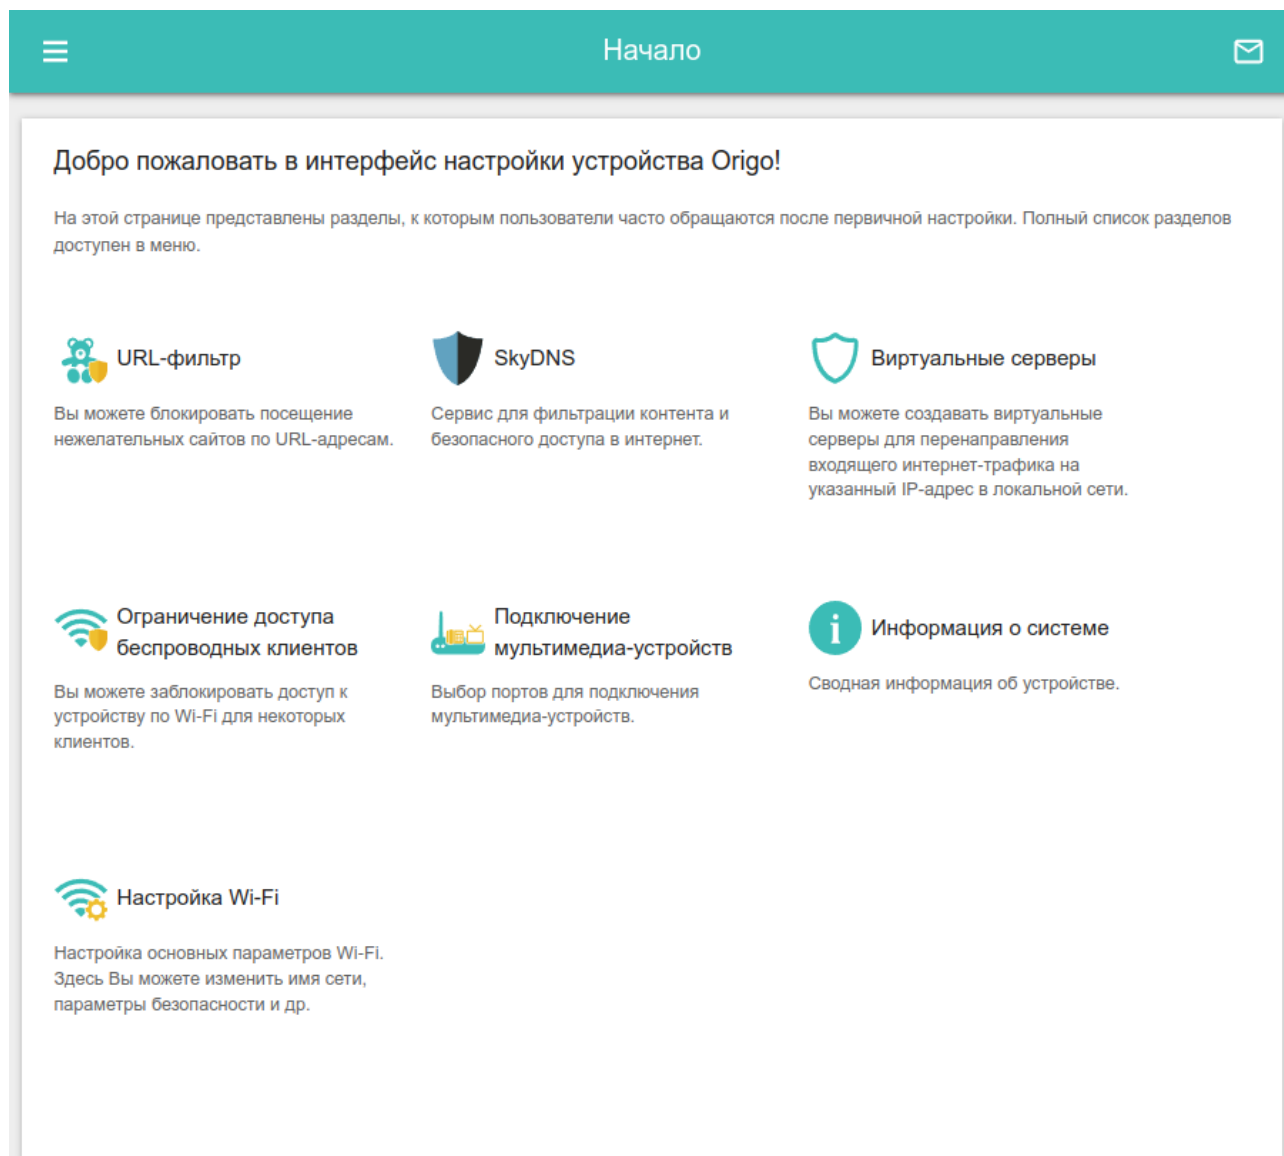 Начало
Добро пожаловать в интерфейс настройки устройства Origo!
На этой странице представлены разделы, к которым пользователи часто обращаются после первичной настройки. Полный список разделов
доступен в меню.
URL-фильтр
Вы можете блокировать посещение
нежелательных сайтов по URL-адресам.
SkyDNS
Сервис для фильтрации контента и
безопасного доступа в интернет.
Виртуальные серверы
Вы можете создавать виртуальные
серверы для перенаправления
входящего интернет-трафика на
указанный IP-адрес в локальной сети.
Ограничение доступа
беспроводных клиентов
Вы можете заблокировать доступ к
устройству по Wi-Fi для некоторых
клиентов.
Подключение
мультимедиа-устройств
Выбор портов для подключения
мультимедиа-устройств.
Информация о системе
Сводная информация об устройстве.
Настройка Wi-Fi
Настройка основных параметров Wi-Fi.
Здесь Вы можете изменить имя сети,
параметры безопасности и др.